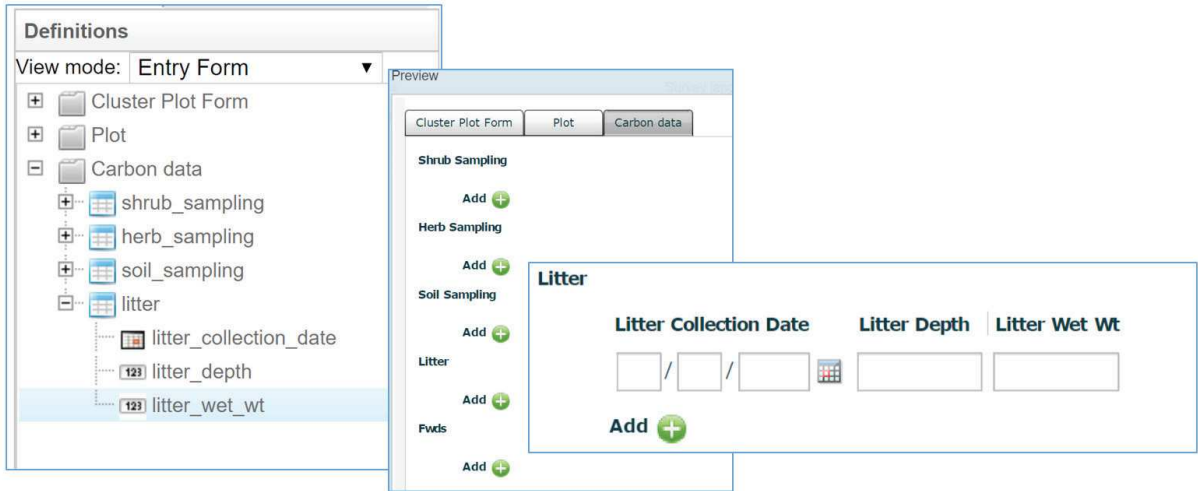 Definitions
View mode: Entry Form
Cluster Plot Form
Plot
Carbon data
shrub_sampling
herb_sampling
soil_sampling
litter
litter_collection_date
123 litter_depth
123 litter_wet_wt
Preview
Cluster Plot Form Plot Carbon data
Shrub Sampling
Add
Herb Sampling
Add
Soil Sampling
Add
Litter
Add
Fwds
Add
Litter
Litter Collection Date Litter Depth Litter Wet Wt
/ /
Add